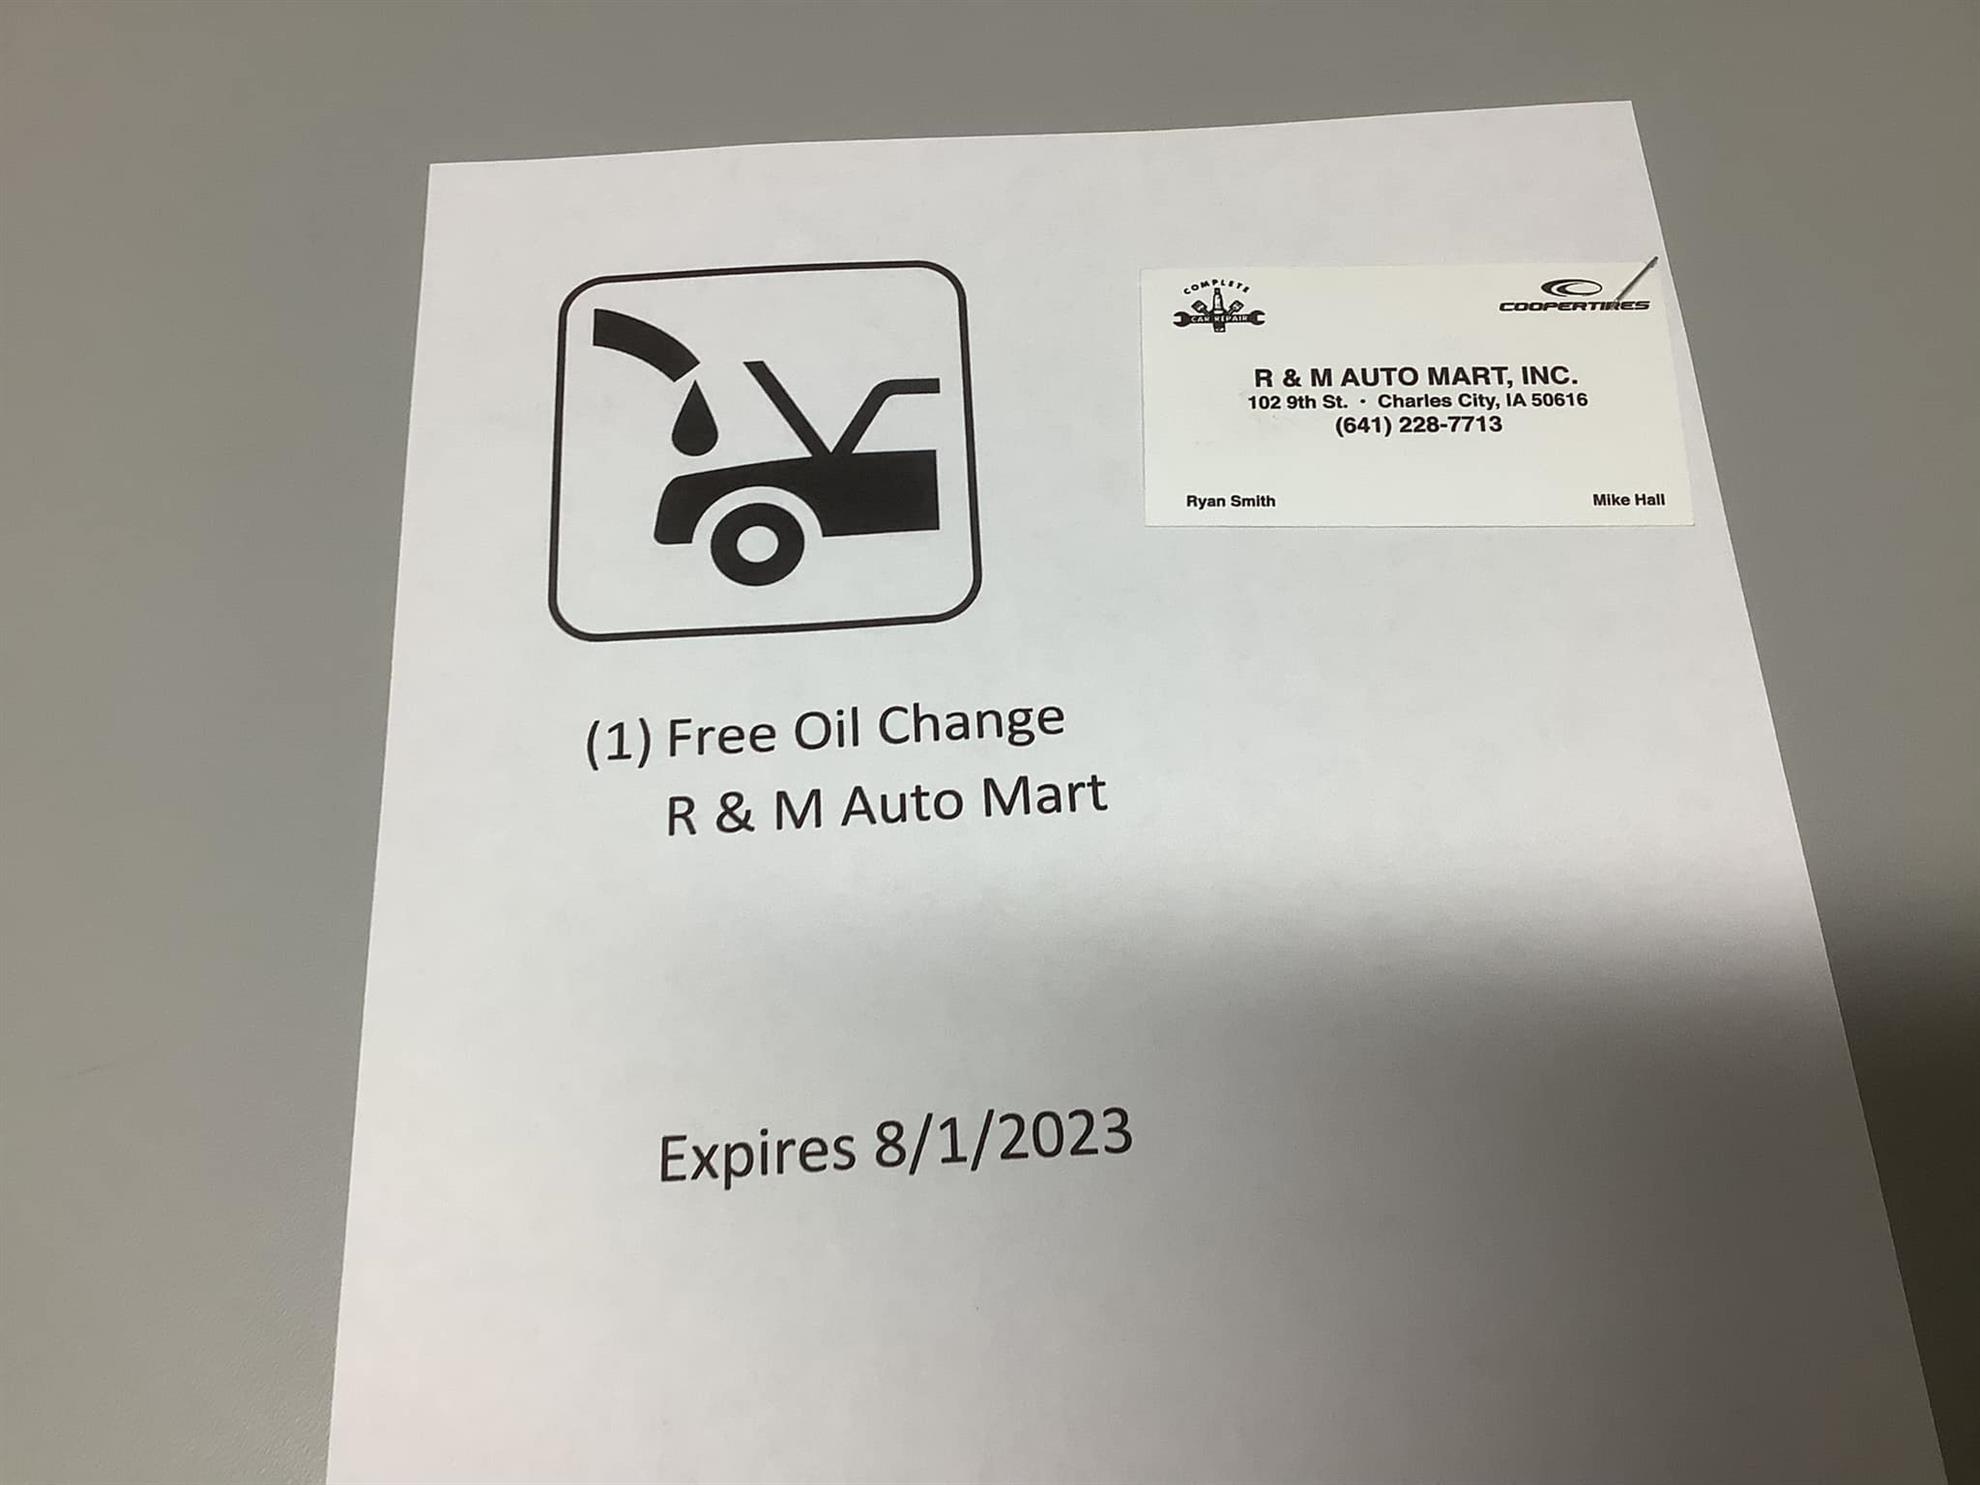 COMPLETE
CAR REPAIR
COOPERTIRES
R & M AUTO MART, INC.
102 9th St. • Charles City, IA 50616
(641) 228-7713
Ryan Smith
Mike Hall
(1) Free Oil Change
R & M Auto Mart
Expires 8/1/2023